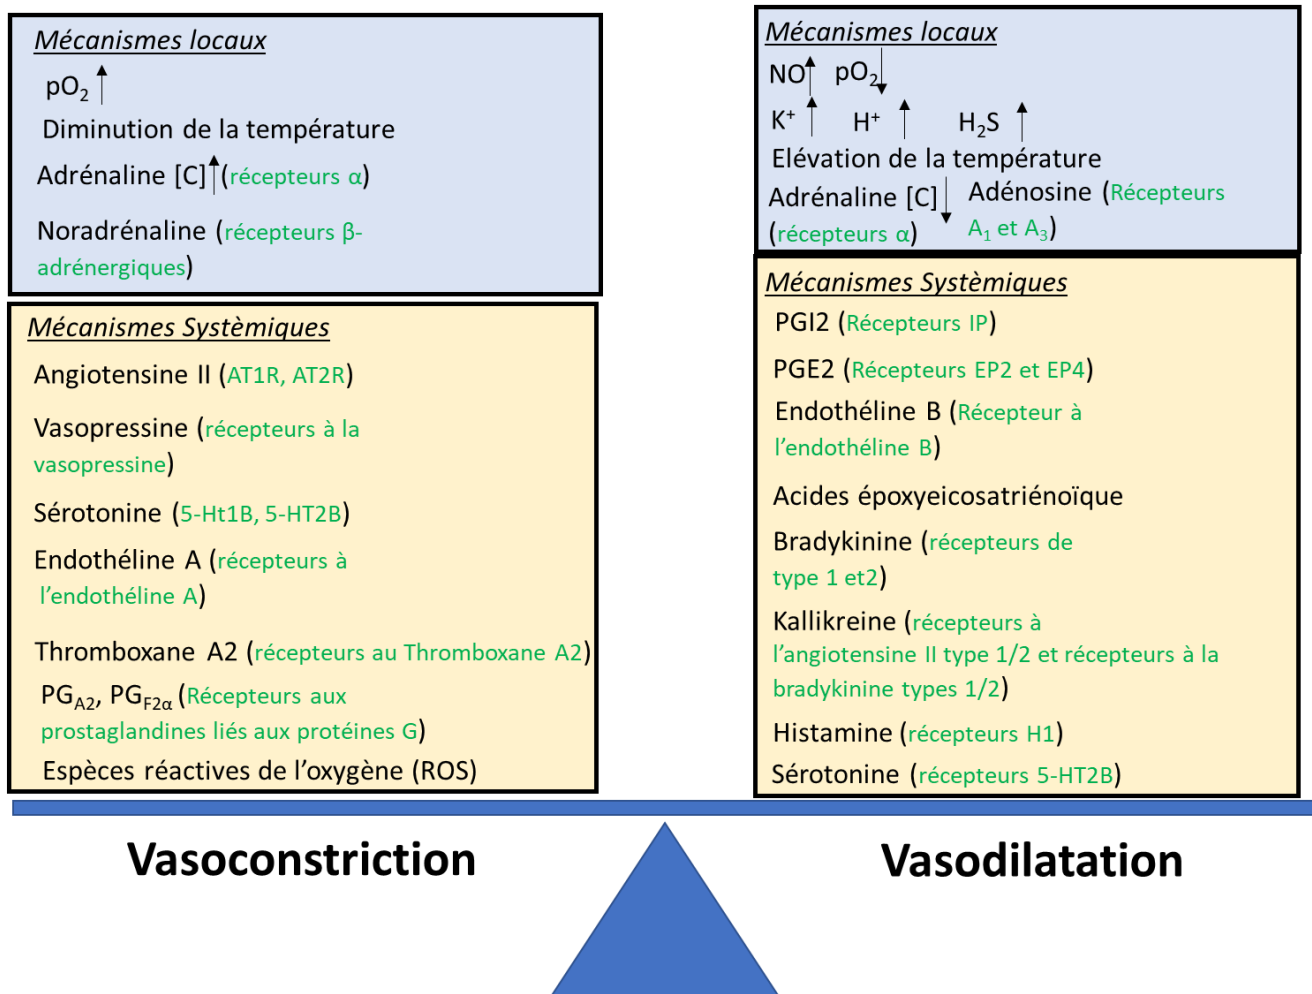 Mécanismes locaux
pO₂ ↑
Diminution de la température
Adrénaline [C]↑(récepteurs α)
Noradrénaline (récepteurs β-
adrénergiques)
Mécanismes Systèmiques
Angiotensine II (AT1R, AT2R)
Vasopressine (récepteurs à la
vasopressine)
Sérotonine (5-Ht1B, 5-HT2B)
Endothéline A (récepteurs à
l’endothéline A)
Thromboxane A2 (récepteurs au Thromboxane A2)
PG_A2, PG_F2α (Récepteurs aux
prostaglandines liés aux protéines G)
Espèces réactives de l’oxygène (ROS)
Vasoconstriction
Mécanismes locaux
NO↑ pO₂↓
K⁺ ↑ H⁺ ↑ H₂S ↑
Elévation de la température
Adrénaline [C]↓
(récepteurs α)
Adénosine (Récepteurs
A₁ et A₃)
Mécanismes Systèmiques
PGI2 (Récepteurs IP)
PGE2 (Récepteurs EP2 et EP4)
Endothéline B (Récepteur à
l’endothéline B)
Acides époxyeicosatriénoïque
Bradykinine (récepteurs de
type 1 et2)
Kallikreine (récepteurs à
l’angiotensine II type 1/2 et récepteurs à la
bradykinine types 1/2)
Histamine (récepteurs H1)
Sérotonine (récepteurs 5-HT2B)
Vasodilatation